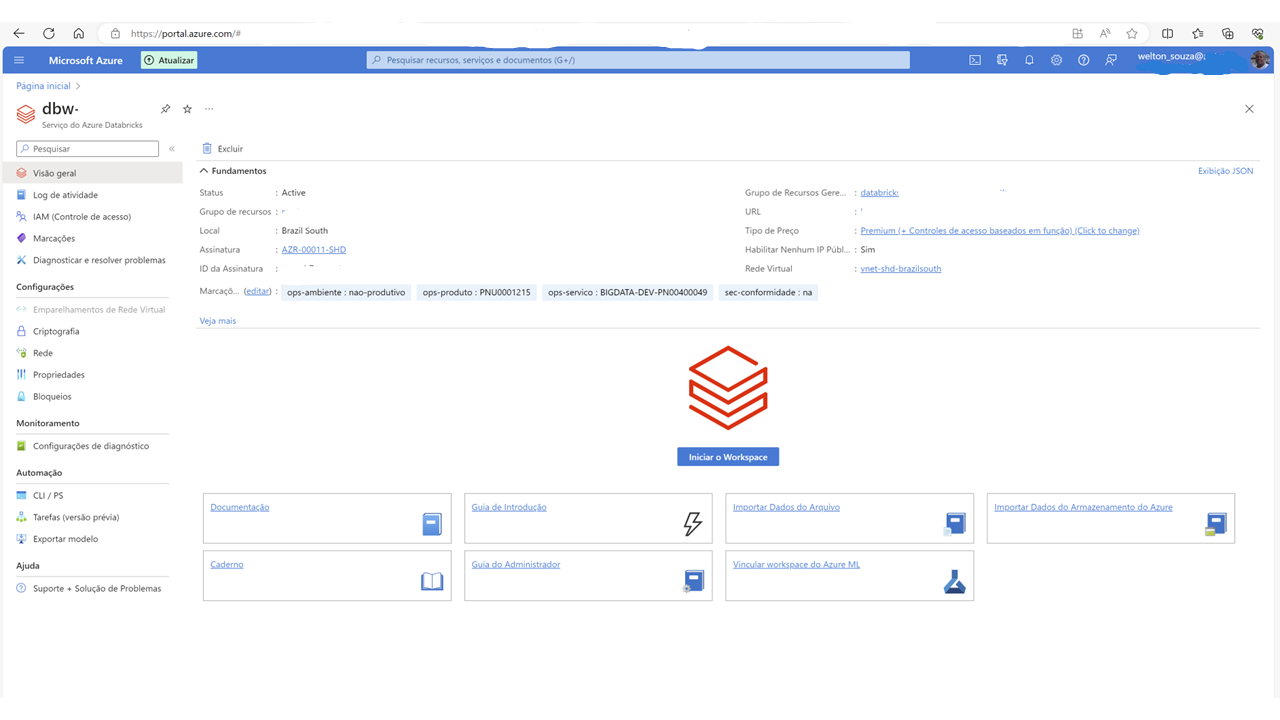 https://portal.azure.com/#
Microsoft Azure
Atualizar
Pesquisar recursos, serviços e documentos (G+/)
welton_souza@
Página inicial >
dbw-
Serviço do Azure Databricks
Pesquisar
Visão geral
Log de atividade
IAM (Controle de acesso)
Marcações
Diagnosticar e resolver problemas
Configurações
Emparelhamentos de Rede Virtual
Criptografia
Rede
Propriedades
Bloqueios
Monitoramento
Configurações de diagnóstico
Automação
CLI / PS
Tarefas (versão prévia)
Exportar modelo
Ajuda
Suporte + Solução de Problemas
Excluir
Fundamentos
Exibição JSON
Status : Active
Grupo de recursos :
Local : Brazil South
Assinatura : AZR-00011-SHD
ID da Assinatura :
Grupo de Recursos Gere... : databrick:
URL :
Tipo de Preço : Premium (+ Controles de acesso baseados em função) (Click to change)
Habilitar Nenhum IP Públ... : Sim
Rede Virtual : vnet-shd-brazilsouth
Marcaçõ... (editar) : ops-ambiente : nao-produtivo ops-produto : PNU0001215 ops-servico : BIGDATA-DEV-PN00400049 sec-conformidade : na
Veja mais
Iniciar o Workspace
Documentação
Guia de Introdução
Importar Dados do Arquivo
Importar Dados do Armazenamento do Azure
Caderno
Guia do Administrador
Vincular workspace do Azure ML